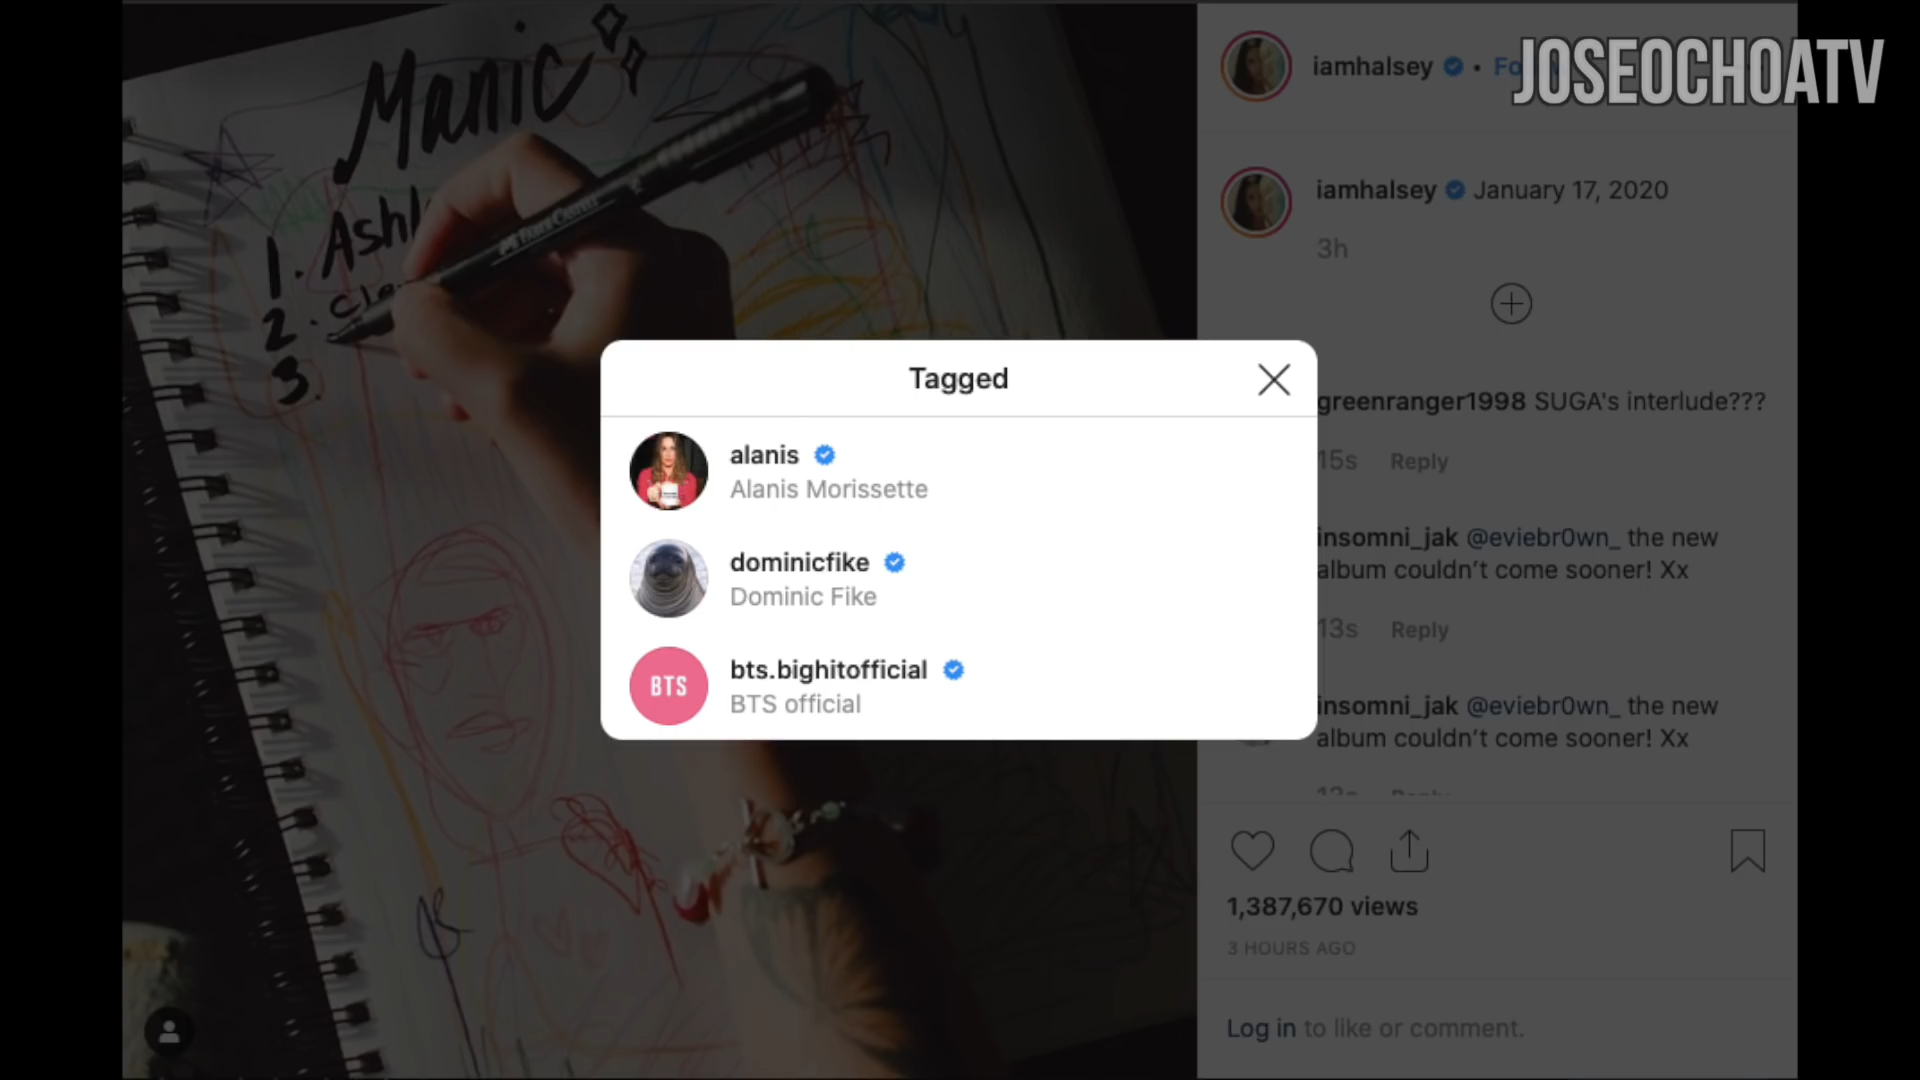 Manic
1. Ashl
2. Cle
3.
iamhalsey •
JOSEOCHOATV
iamhalsey January 17, 2020
3h
greenranger1998 SUGA's interlude???
15s Reply
insomni_jak @eviebr0wn_ the new
album couldn't come sooner! Xx
13s Reply
insomni_jak @eviebr0wn_ the new
album couldn't come sooner! Xx
Tagged
alanis
Alanis Morissette
dominicfike
Dominic Fike
BTS
bts.bighitofficial
BTS official
1,387,670 views
3 HOURS AGO
Log in to like or comment.